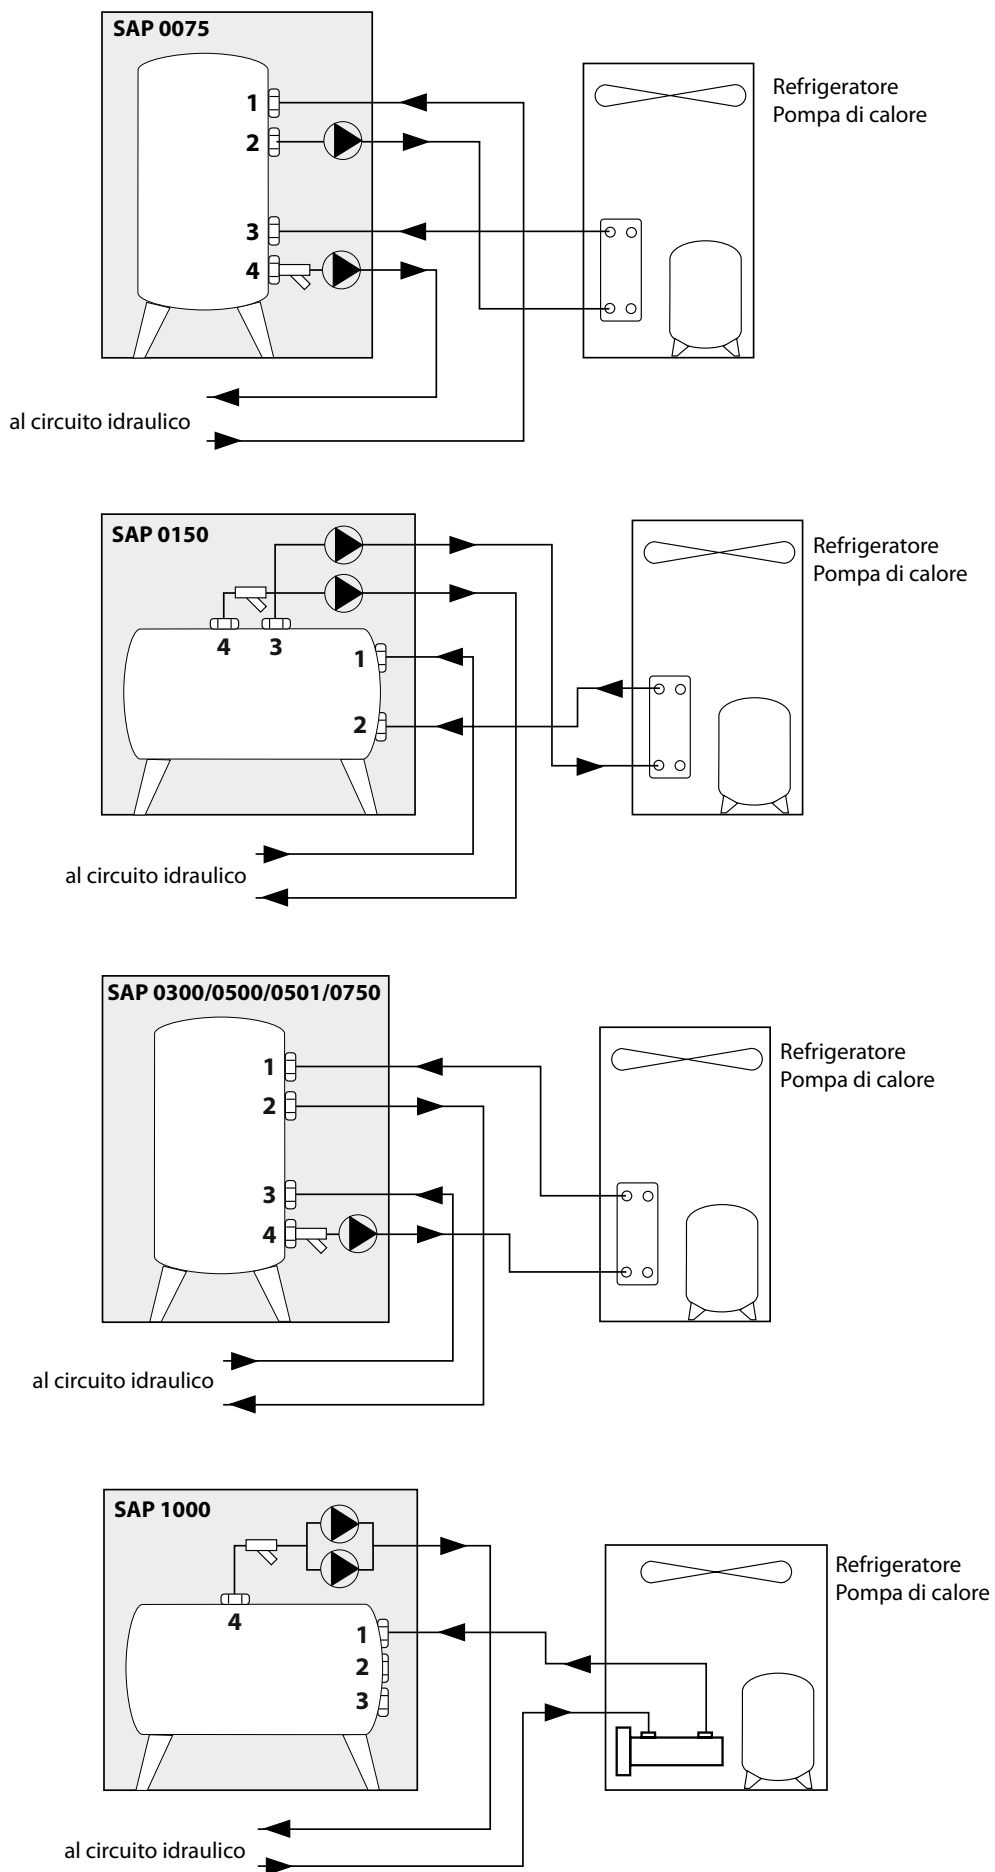 SAP 0075
1
2
3
4
Refrigeratore
Pompa di calore
al circuito idraulico
SAP 0150
4 3
1
2
Refrigeratore
Pompa di calore
al circuito idraulico
SAP 0300/0500/0501/0750
1
2
3
4
Refrigeratore
Pompa di calore
al circuito idraulico
SAP 1000
4
1
2
3
Refrigeratore
Pompa di calore
al circuito idraulico